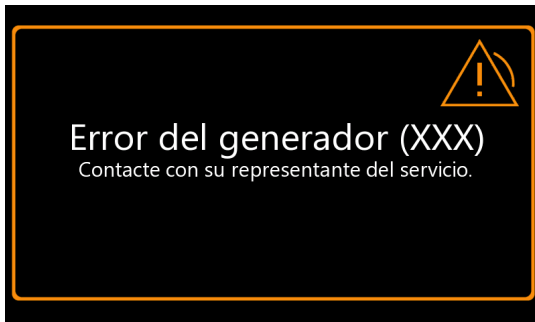 Error del generador (XXX)
Contacte con su representante del servicio.